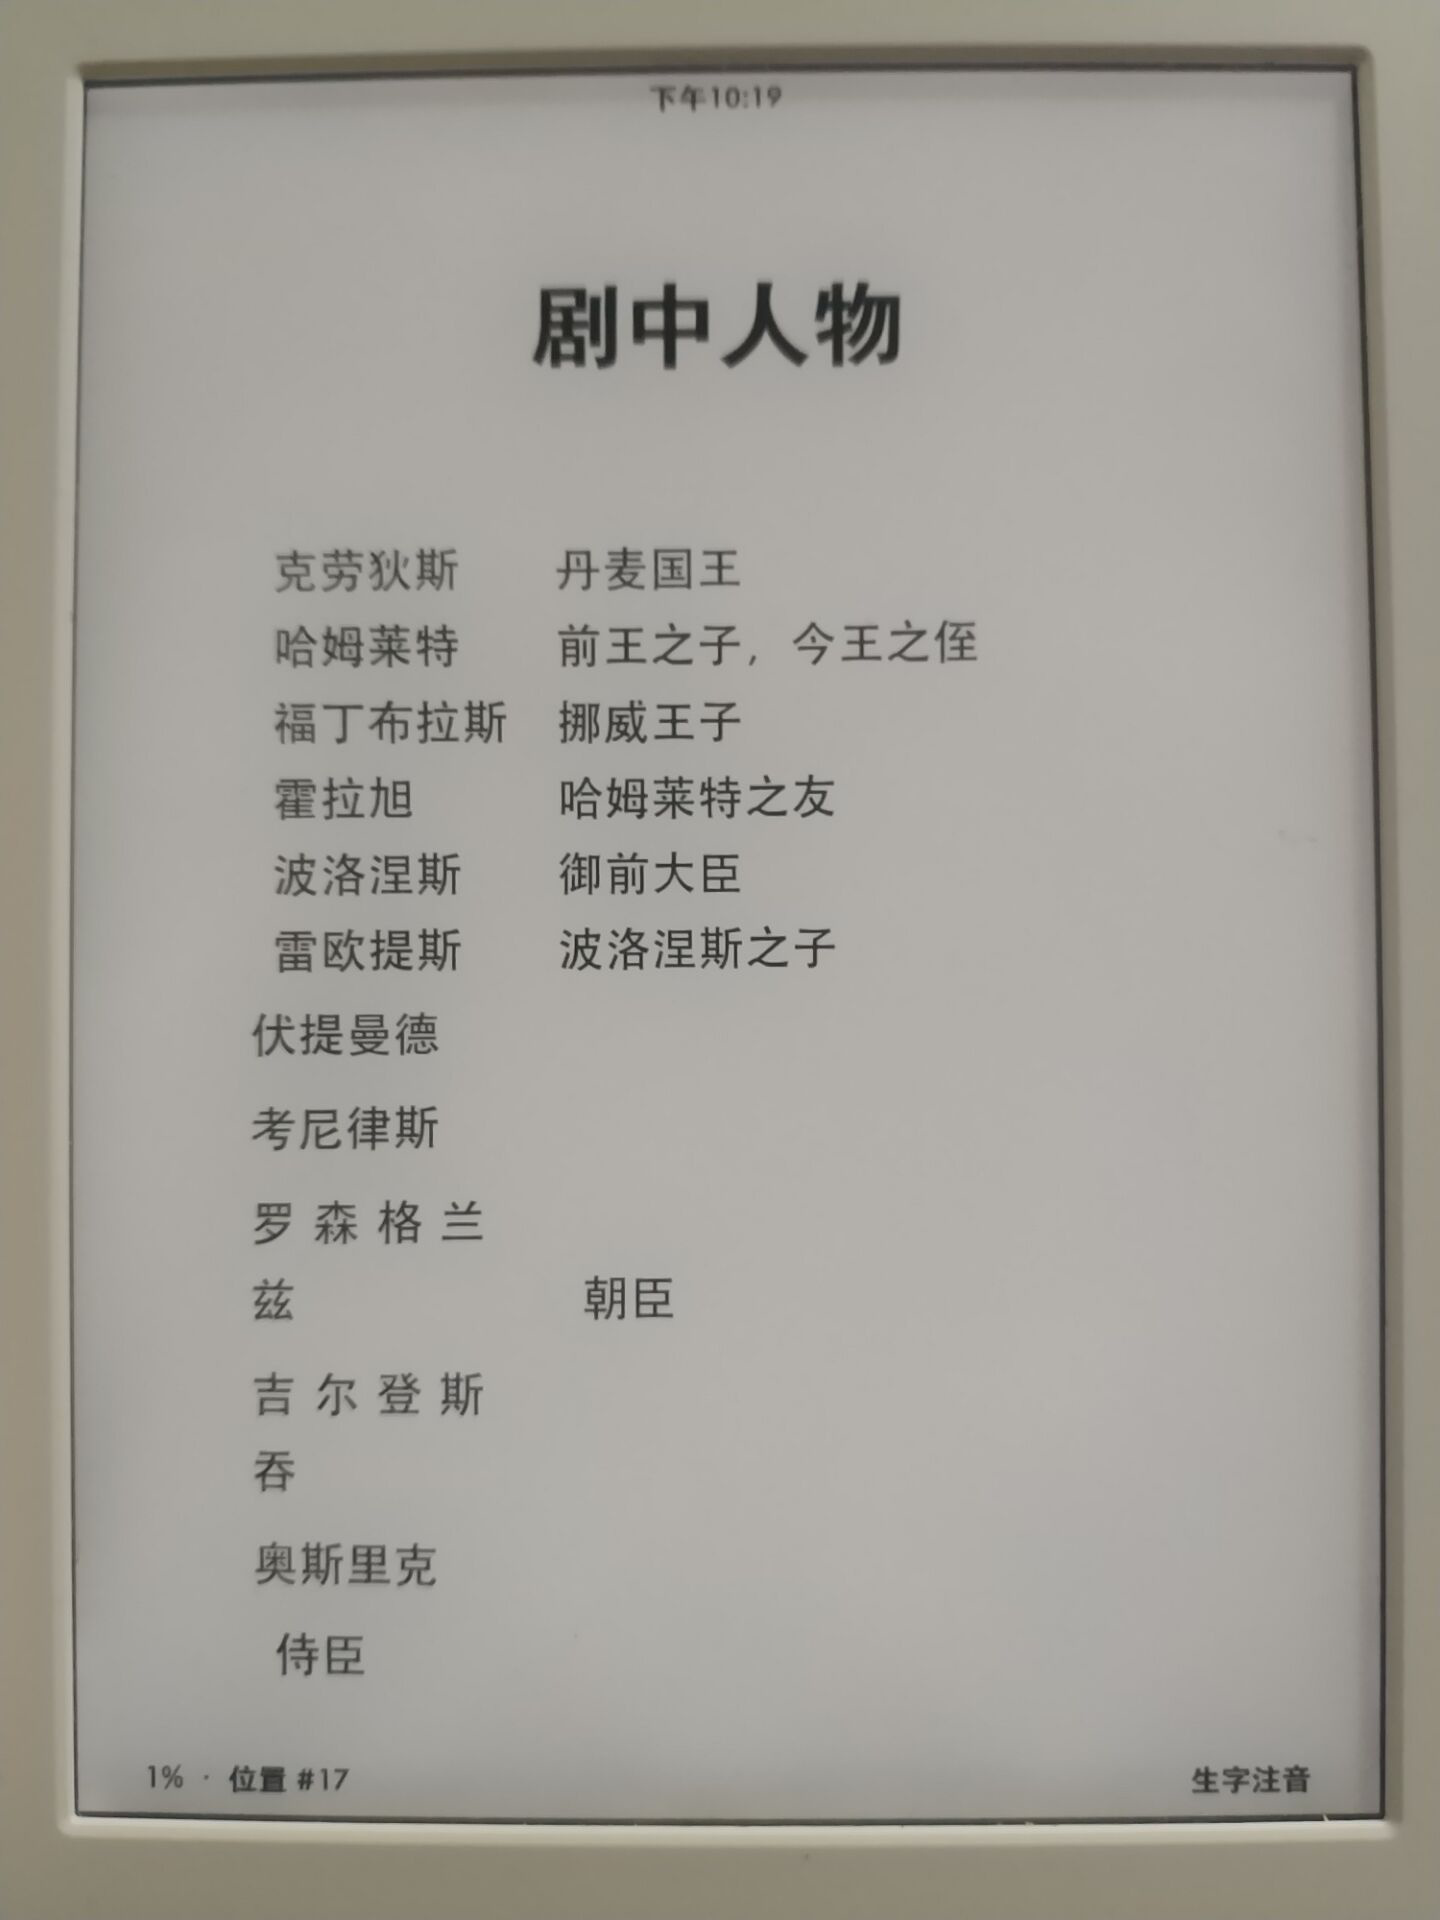 下午10:19
剧中人物
克劳狄斯 丹麦国王
哈姆莱特 前王之子，今王之侄
福丁布拉斯 挪威王子
霍拉旭 哈姆莱特之友
波洛涅斯 御前大臣
雷欧提斯 波洛涅斯之子
伏提曼德
考尼律斯
罗森格兰
兹 朝臣
吉尔登斯
吞
奥斯里克
侍臣
1% · 位置 #17 生字注音